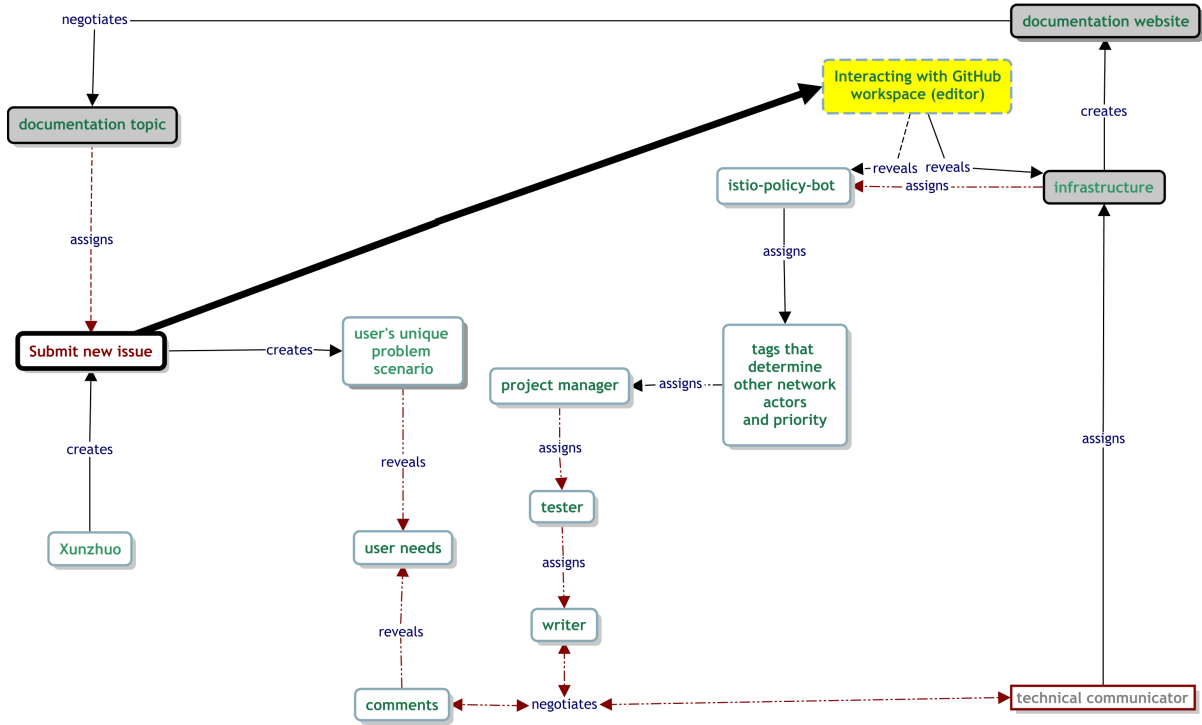 negotiates
documentation website
Interacting with GitHub
workspace (editor)
creates
documentation topic
reveals
reveals
istio-policy-bot
assigns
infrastructure
assigns
assigns
Submit new issue
creates
user's unique
problem
scenario
tags that
determine
other network
actors
and priority
project manager
assigns
creates
reveals
assigns
assigns
tester
Xunzhuo
user needs
assigns
reveals
writer
comments
negotiates
technical communicator